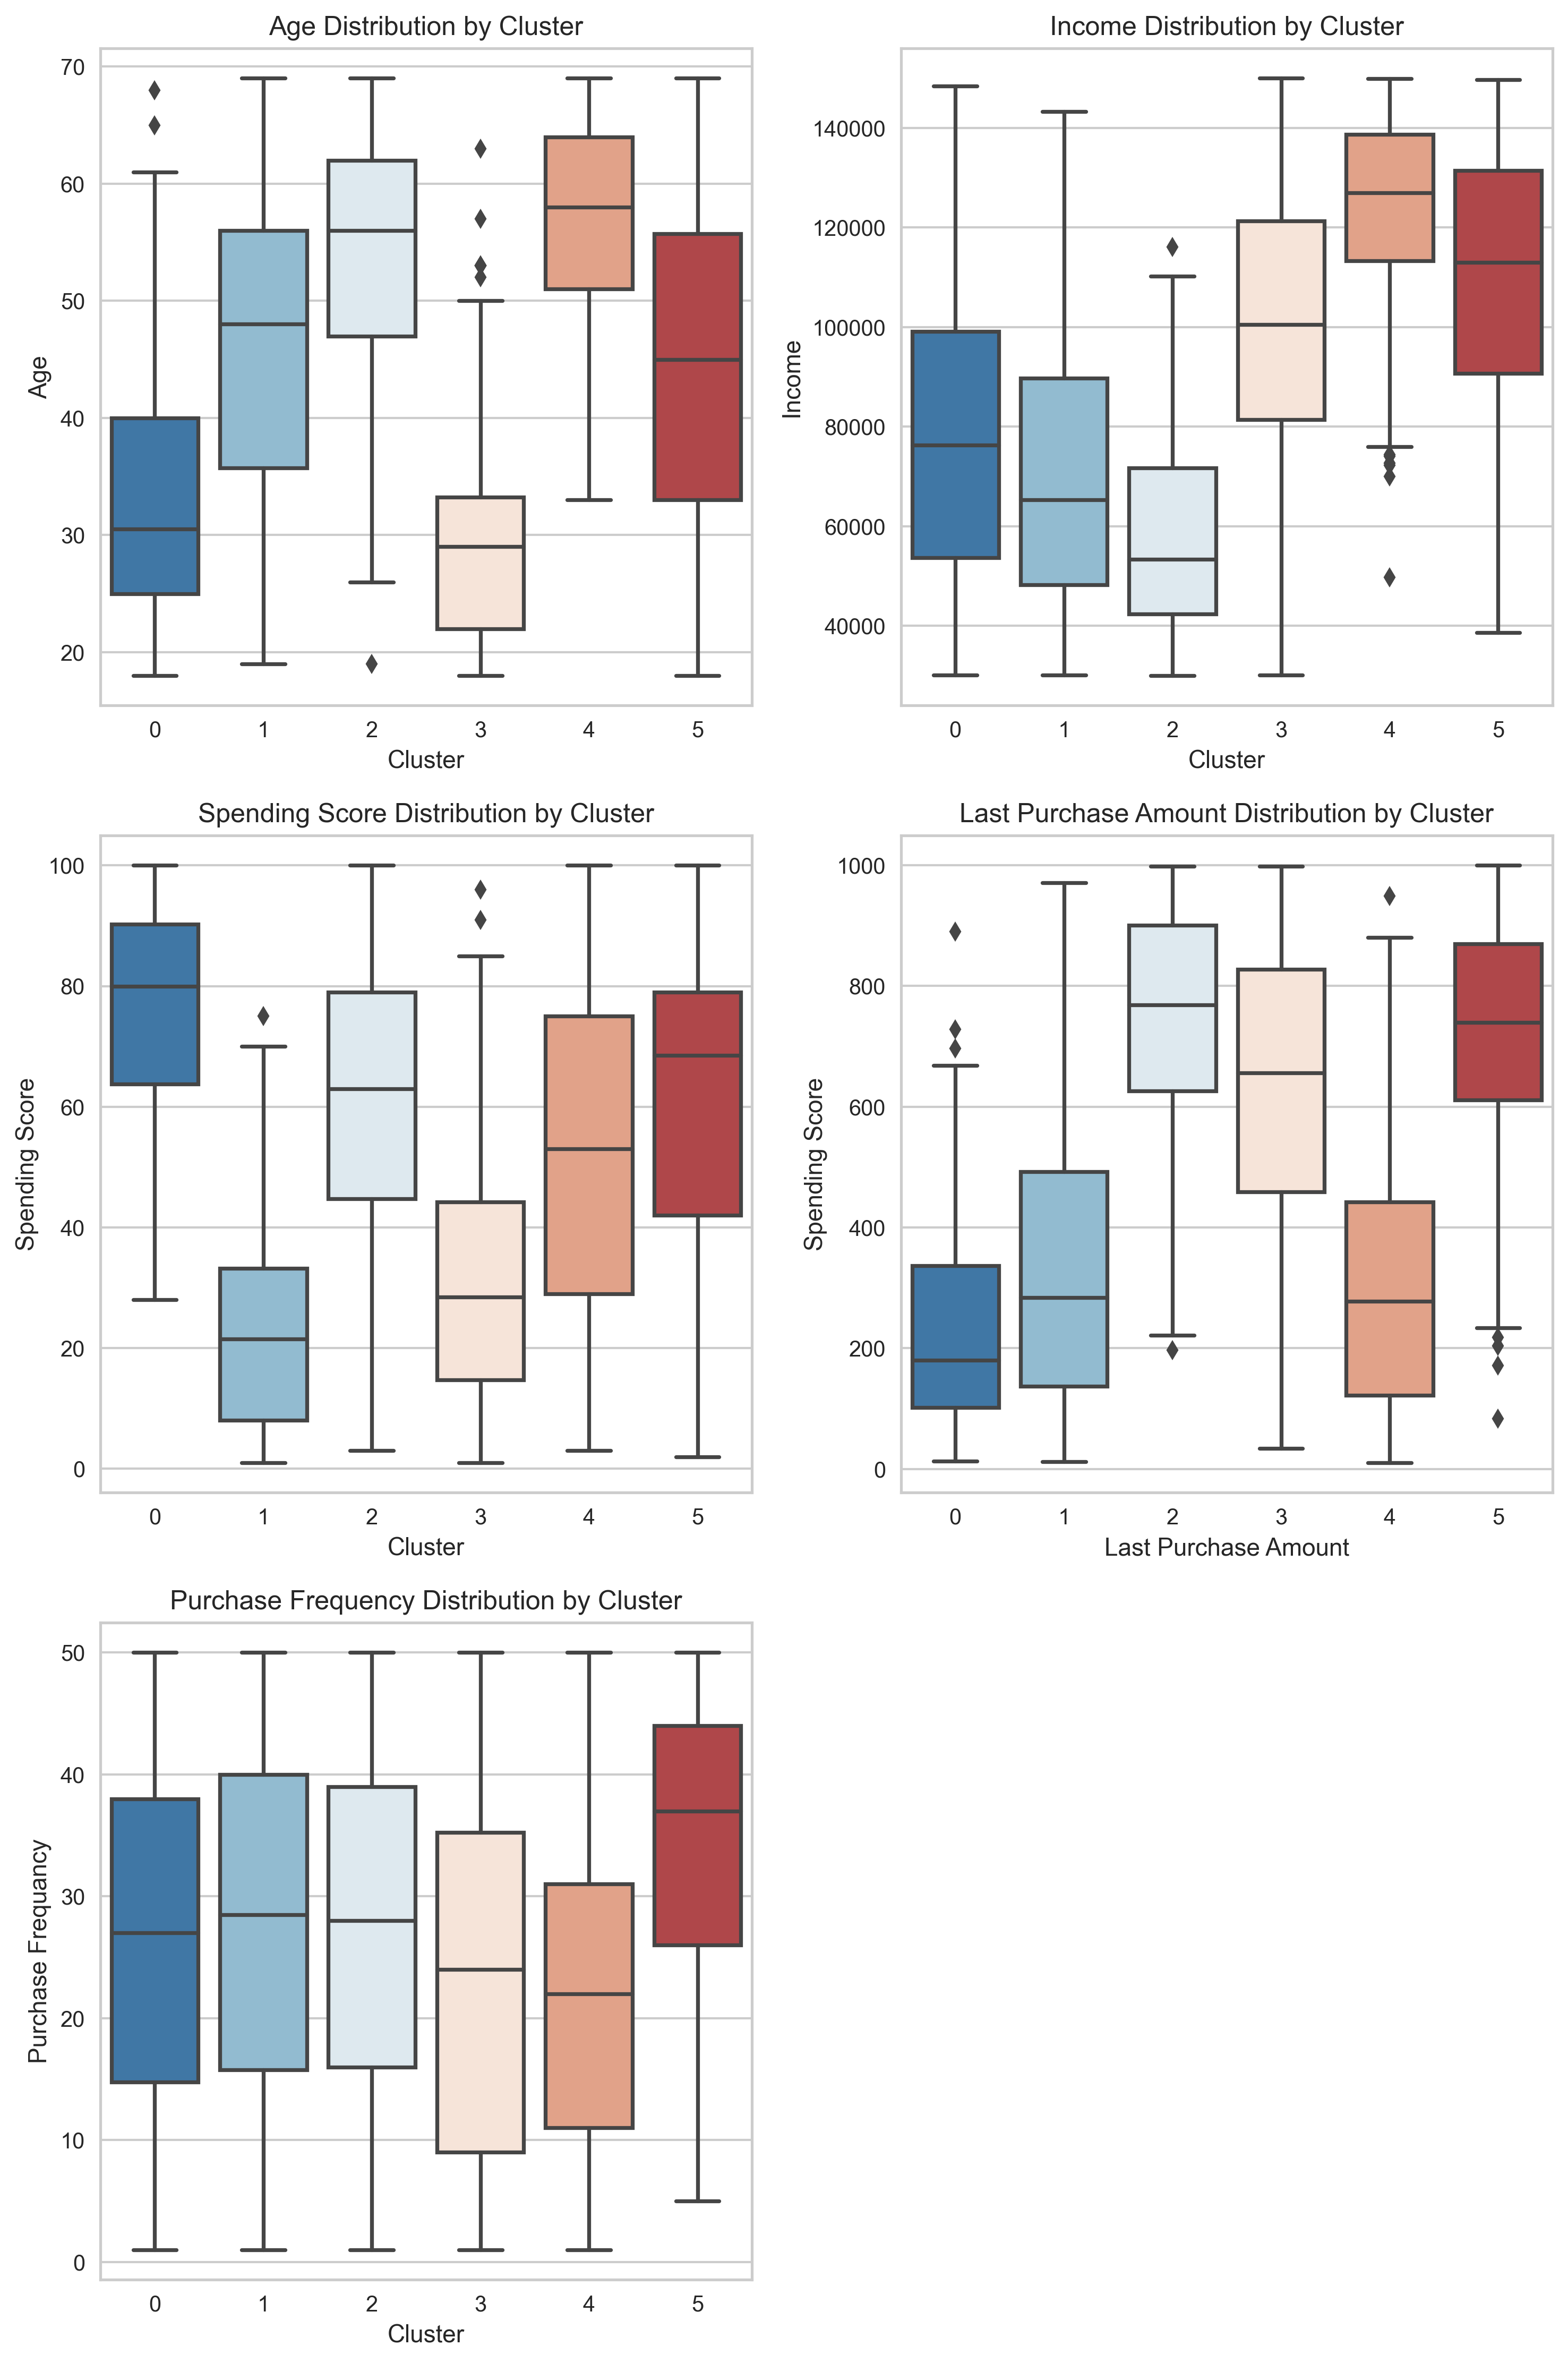 Age Distribution by Cluster
70
60
50
40
30
20
Age
0 1 2 3 4 5
Cluster
Income Distribution by Cluster
140000
120000
100000
80000
60000
40000
Income
0 1 2 3 4 5
Cluster
Spending Score Distribution by Cluster
100
80
60
40
20
0
Spending Score
0 1 2 3 4 5
Cluster
Last Purchase Amount Distribution by Cluster
1000
800
600
400
200
0
Spending Score
0 1 2 3 4 5
Last Purchase Amount
Purchase Frequency Distribution by Cluster
50
40
30
20
10
0
Purchase Frequancy
0 1 2 3 4 5
Cluster